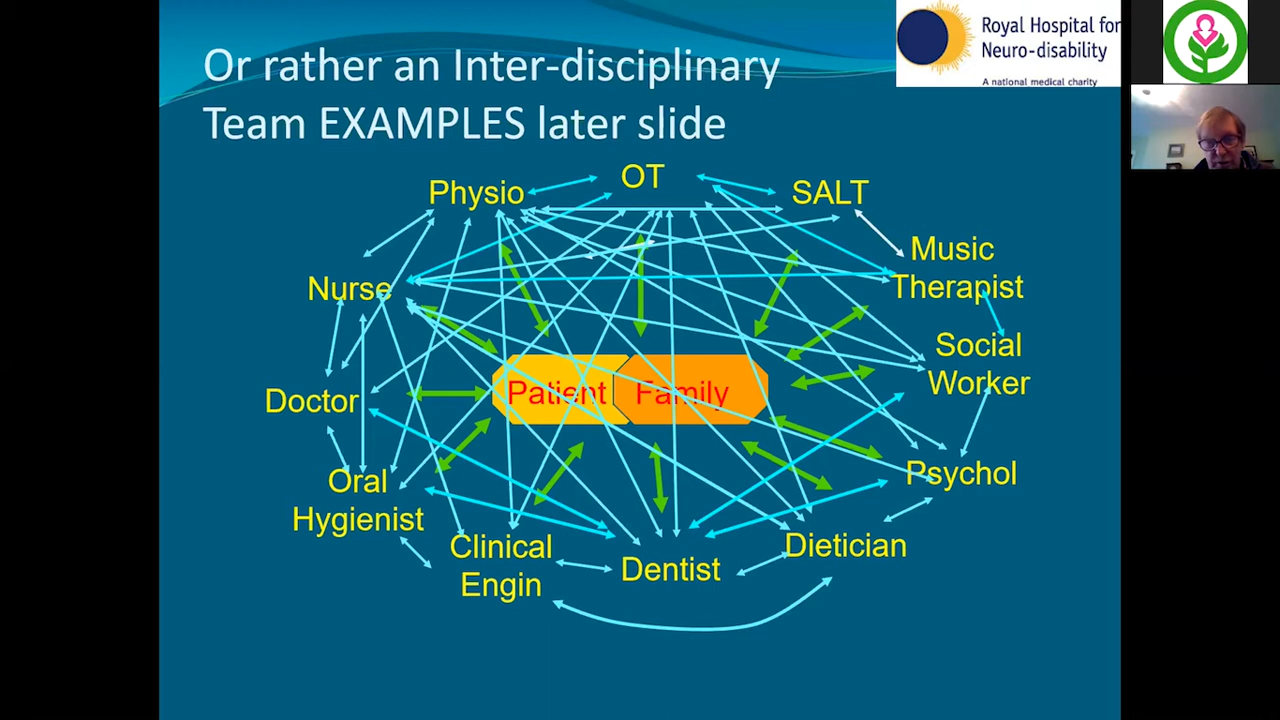 Or rather an Inter-disciplinary
Team EXAMPLES later slide
Royal Hospital for
Neuro-disability
A national medical charity
OT
Physio
SALT
Music
Therapist
Nurse
Social
Worker
Patient
Family
Doctor
Psychol
Oral
Hygienist
Clinical
Engin
Dentist
Dietician